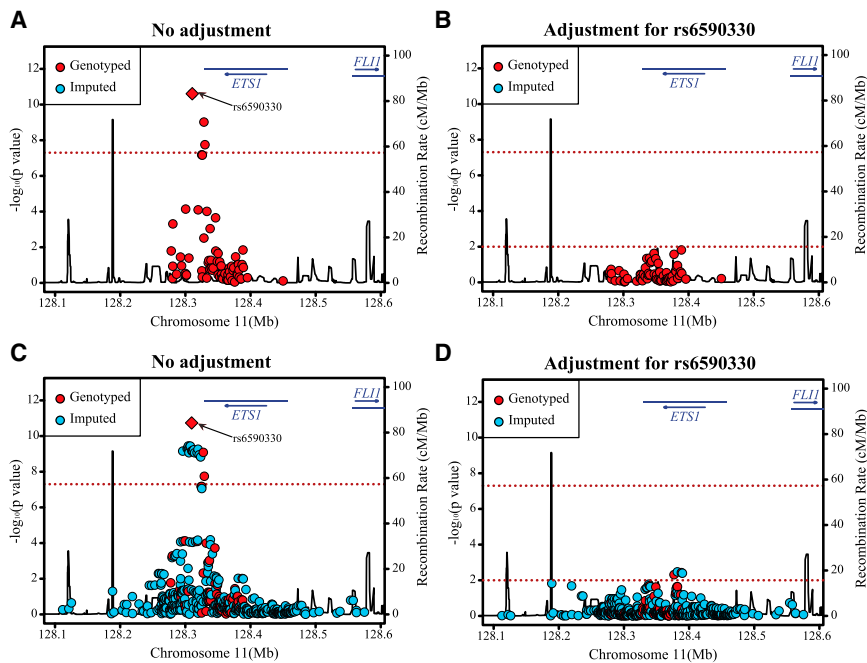 A
No adjustment
Genotyped
Imputed
rs6590330
ETS1
FLI1
-log₁₀(p value)
0
2
4
6
8
10
12
Recombination Rate (cM/Mb)
0
20
40
60
80
100
128.1 128.2 128.3 128.4 128.5 128.6
Chromosome 11(Mb)
B
Adjustment for rs6590330
Genotyped
Imputed
ETS1
FLI1
-log₁₀(p value)
0
2
4
6
8
10
12
Recombination Rate (cM/Mb)
0
20
40
60
80
100
128.1 128.2 128.3 128.4 128.5 128.6
Chromosome 11(Mb)
C
No adjustment
Genotyped
Imputed
rs6590330
ETS1
FLI1
-log₁₀(p value)
0
2
4
6
8
10
12
Recombination Rate (cM/Mb)
0
20
40
60
80
100
128.1 128.2 128.3 128.4 128.5 128.6
Chromosome 11(Mb)
D
Adjustment for rs6590330
Genotyped
Imputed
ETS1
FLI1
-log₁₀(p value)
0
2
4
6
8
10
12
Recombination Rate (cM/Mb)
0
20
40
60
80
100
128.1 128.2 128.3 128.4 128.5 128.6
Chromosome 11(Mb)